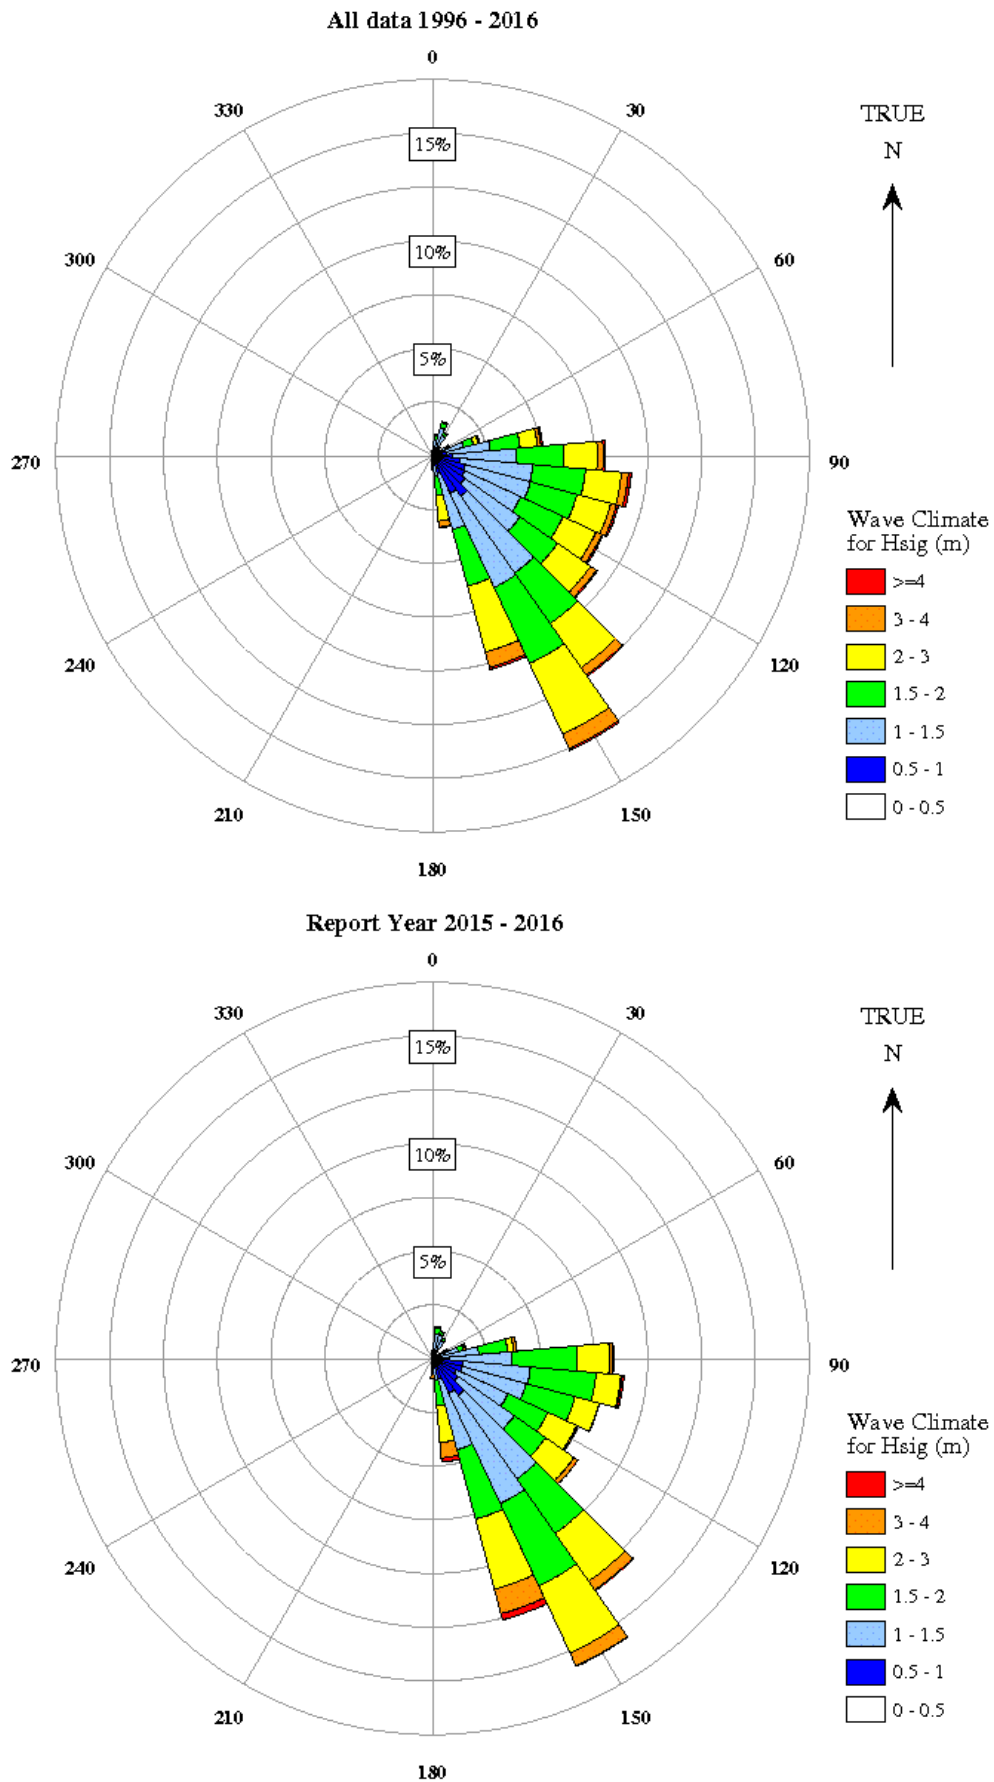 All data 1996 - 2016
0
330
30
TRUE
N
15%
10%
300
60
5%
270
90
Wave Climate
for Hsig (m)
>=4
3 - 4
2 - 3
1.5 - 2
1 - 1.5
0.5 - 1
0 - 0.5
240
120
210
150
180
Report Year 2015 - 2016
0
330
30
TRUE
N
15%
10%
300
60
5%
270
90
Wave Climate
for Hsig (m)
>=4
3 - 4
2 - 3
1.5 - 2
1 - 1.5
0.5 - 1
0 - 0.5
240
120
210
150
180